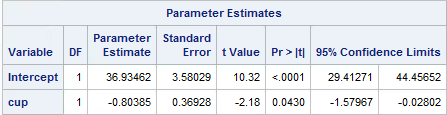 Parameter Estimates
Variable DF Parameter Estimate Standard Error t Value Pr > |t| 95% Confidence Limits
Intercept 1 36.93462 3.58029 10.32 <.0001 29.41271 44.45652
cup 1 -0.80385 0.36928 -2.18 0.0430 -1.57967 -0.02802